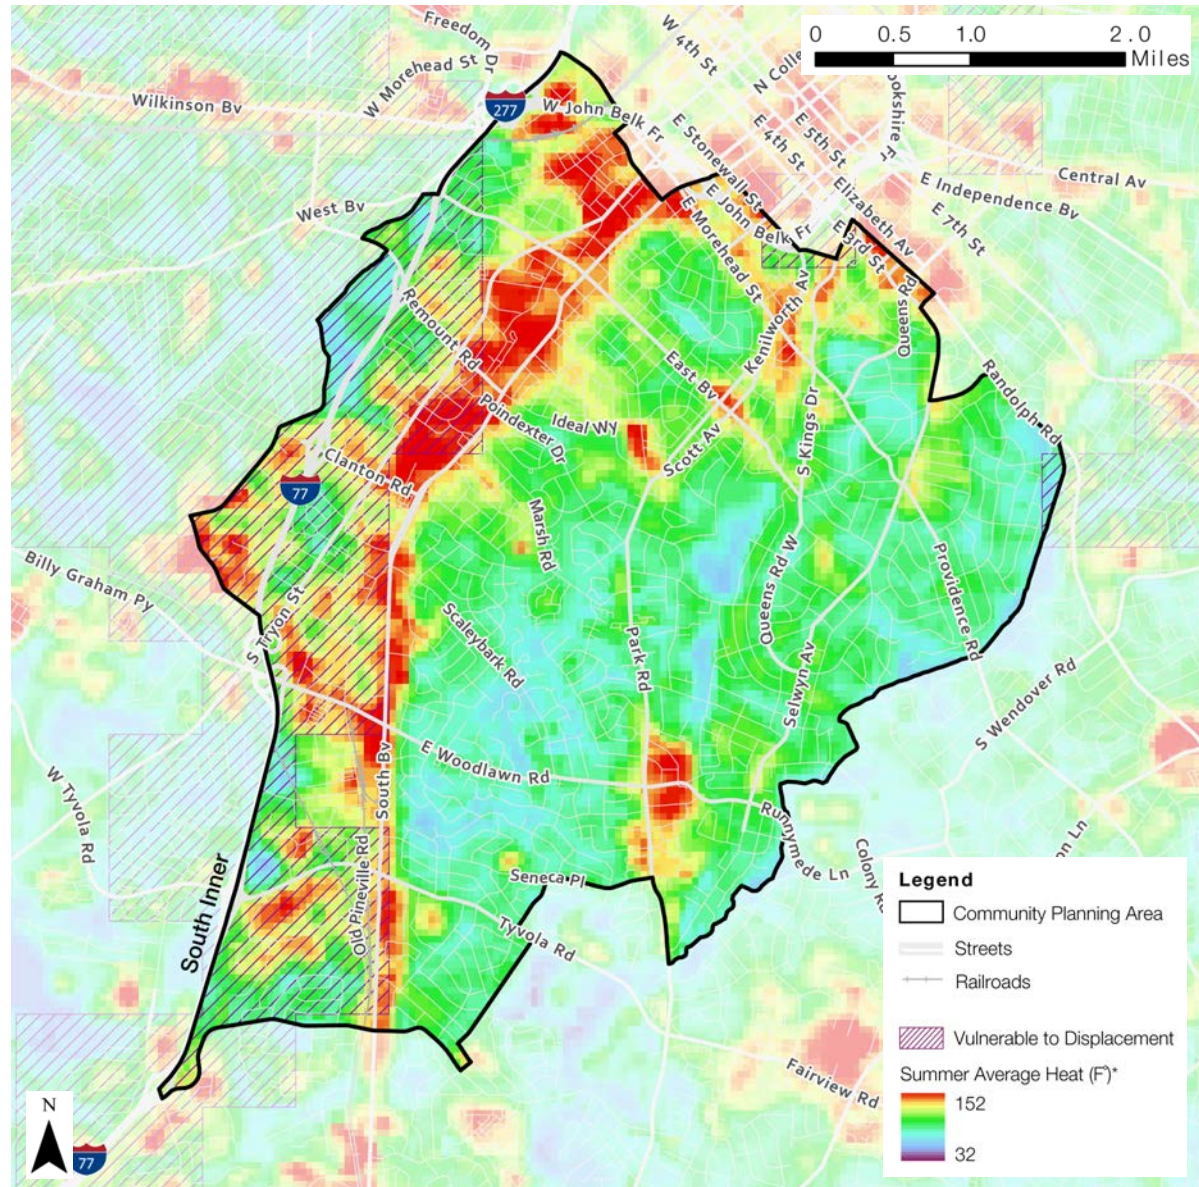 0 0.5 1.0 2.0
Miles
Freedom Dr
W 4th St
N Colle
W Morehead St
ookshire F
Wilkinson Bv
277
W John Belk Fr
E 5th St
E 4th St
E Stonewall St
Central Av
Elizabeth Av
E Independence Bv
West Bv
E John Belk Fr
E 7th St
E Morehead St
E 3rd St
Kenilworth Av
Queens Rd
Remount Rd
East Bv
Randolph Rd
Poindexter Dr
Ideal Wy
S Kings Dr
Scott Av
Clanton Rd
77
Marsh Rd
Billy Graham Py
Queens Rd W
Providence Rd
S Tryon St
Scaleybark Rd
Park Rd
Selwyn Av
S Wendover Rd
E Woodlawn Rd
South Bv
W Tyvola Rd
Runnymede Ln
Colony Rd
on Ln
Seneca Pl
Old Pineville Rd
South Inner
Tyvola Rd
Fairview Rd
Legend
Community Planning Area
Streets
Railroads
Vulnerable to Displacement
Summer Average Heat (F°)*
152
32
N
77